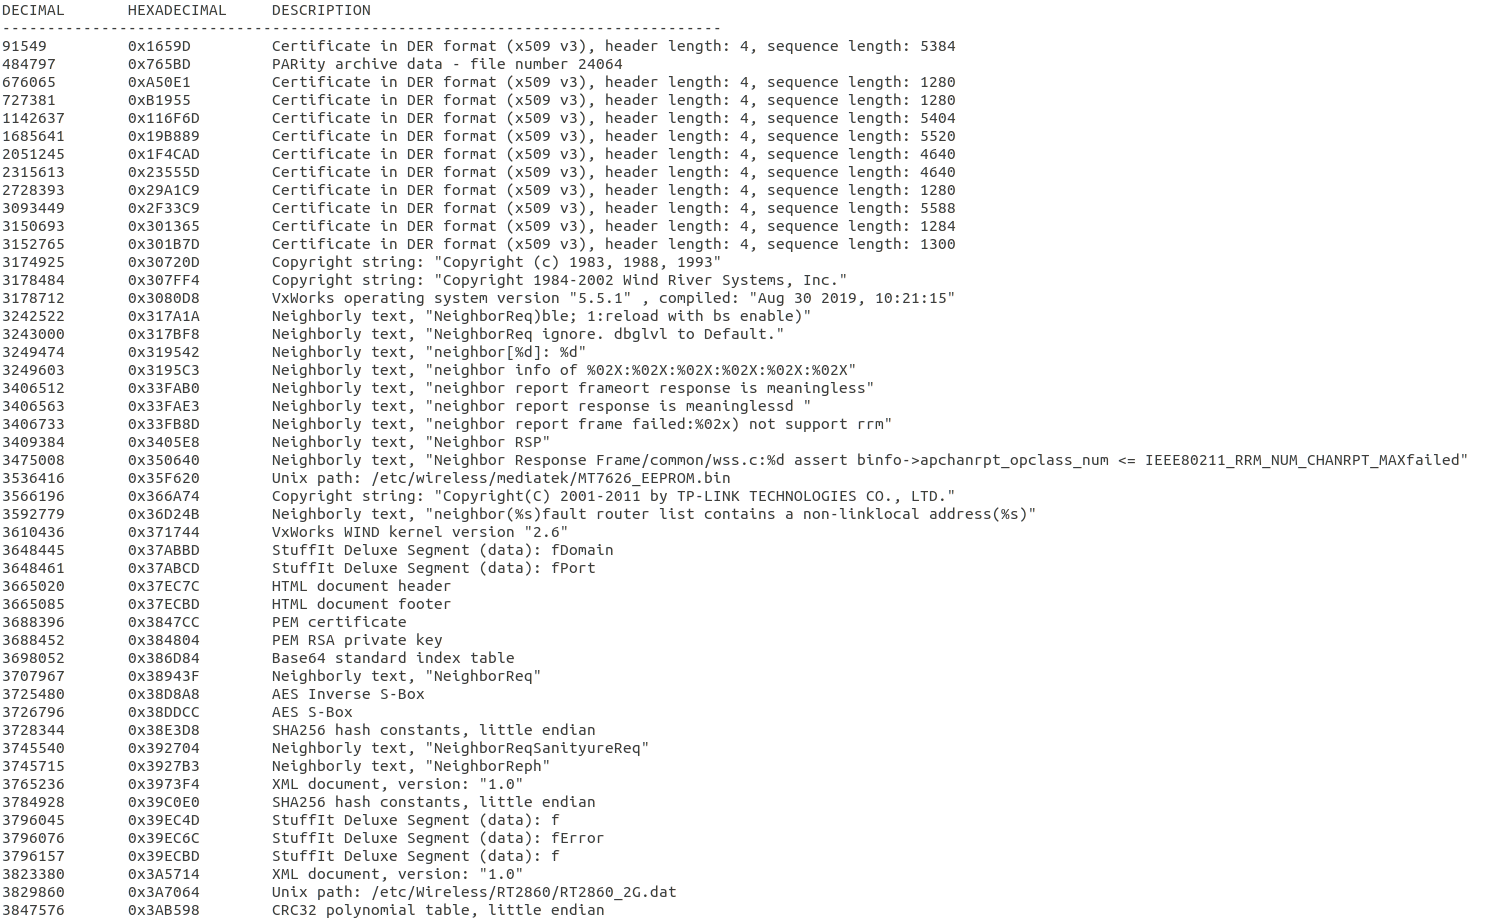 DECIMAL       HEXADECIMAL     DESCRIPTION
--------------------------------------------------------------------------------
91549         0x1659D         Certificate in DER format (x509 v3), header length: 4, sequence length: 5384
484797        0x765BD         PARity archive data - file number 24064
676065        0xA50E1         Certificate in DER format (x509 v3), header length: 4, sequence length: 1280
727381        0xB1955         Certificate in DER format (x509 v3), header length: 4, sequence length: 1280
1142637       0x116F6D        Certificate in DER format (x509 v3), header length: 4, sequence length: 5404
1685641       0x19B889        Certificate in DER format (x509 v3), header length: 4, sequence length: 5520
2051245       0x1F4CAD        Certificate in DER format (x509 v3), header length: 4, sequence length: 4640
2315613       0x23555D        Certificate in DER format (x509 v3), header length: 4, sequence length: 4640
2728393       0x29A1C9        Certificate in DER format (x509 v3), header length: 4, sequence length: 1280
3093449       0x2F33C9        Certificate in DER format (x509 v3), header length: 4, sequence length: 5588
3150693       0x301365        Certificate in DER format (x509 v3), header length: 4, sequence length: 1284
3152765       0x301B7D        Certificate in DER format (x509 v3), header length: 4, sequence length: 1300
3174925       0x30720D        Copyright string: "Copyright (c) 1983, 1988, 1993"
3178484       0x307FF4        Copyright string: "Copyright 1984-2002 Wind River Systems, Inc."
3178712       0x3080D8        VxWorks operating system version "5.5.1" , compiled: "Aug 30 2019, 10:21:15"
3242522       0x317A1A        Neighborly text, "NeighborReq)ble; 1:reload with bs enable)"
3243000       0x317BF8        Neighborly text, "NeighborReq ignore. dbglvl to Default."
3249474       0x319542        Neighborly text, "neighbor[%d]: %d"
3249603       0x3195C3        Neighborly text, "neighbor info of %02X:%02X:%02X:%02X:%02X:%02X"
3406512       0x33FAB0        Neighborly text, "neighbor report frameort response is meaningless"
3406563       0x33FAE3        Neighborly text, "neighbor report response is meaninglessd "
3406733       0x33FB8D        Neighborly text, "neighbor report frame failed:%02x) not support rrm"
3409384       0x3405E8        Neighborly text, "Neighbor RSP"
3475008       0x350640        Neighborly text, "Neighbor Response Frame/common/wss.c:%d assert binfo->apchanrpt_opclass_num <= IEEE80211_RRM_NUM_CHANRPT_MAXfailed"
3536416       0x35F620        Unix path: /etc/wireless/mediatek/MT7626_EEPROM.bin
3566196       0x366A74        Copyright string: "Copyright(C) 2001-2011 by TP-LINK TECHNOLOGIES CO., LTD."
3592779       0x36D24B        Neighborly text, "neighbor(%s)fault router list contains a non-linklocal address(%s)"
3610436       0x371744        VxWorks WIND kernel version "2.6"
3648445       0x37ABBD        StuffIt Deluxe Segment (data): fDomain
3648461       0x37ABCD        StuffIt Deluxe Segment (data): fPort
3665020       0x37EC7C        HTML document header
3665085       0x37ECBD        HTML document footer
3688396       0x3847CC        PEM certificate
3688452       0x384804        PEM RSA private key
3698052       0x386D84        Base64 standard index table
3707967       0x38943F        Neighborly text, "NeighborReq"
3725480       0x38D8A8        AES Inverse S-Box
3726796       0x38DDCC        AES S-Box
3728344       0x38E3D8        SHA256 hash constants, little endian
3745540       0x392704        Neighborly text, "NeighborReqSanityureReq"
3745715       0x3927B3        Neighborly text, "NeighborReph"
3765236       0x3973F4        XML document, version: "1.0"
3784928       0x39C0E0        SHA256 hash constants, little endian
3796045       0x39EC4D        StuffIt Deluxe Segment (data): f
3796076       0x39EC6C        StuffIt Deluxe Segment (data): fError
3796157       0x39ECBD        StuffIt Deluxe Segment (data): f
3823380       0x3A5714        XML document, version: "1.0"
3829860       0x3A7064        Unix path: /etc/Wireless/RT2860/RT2860_2G.dat
3847576       0x3AB598        CRC32 polynomial table, little endian